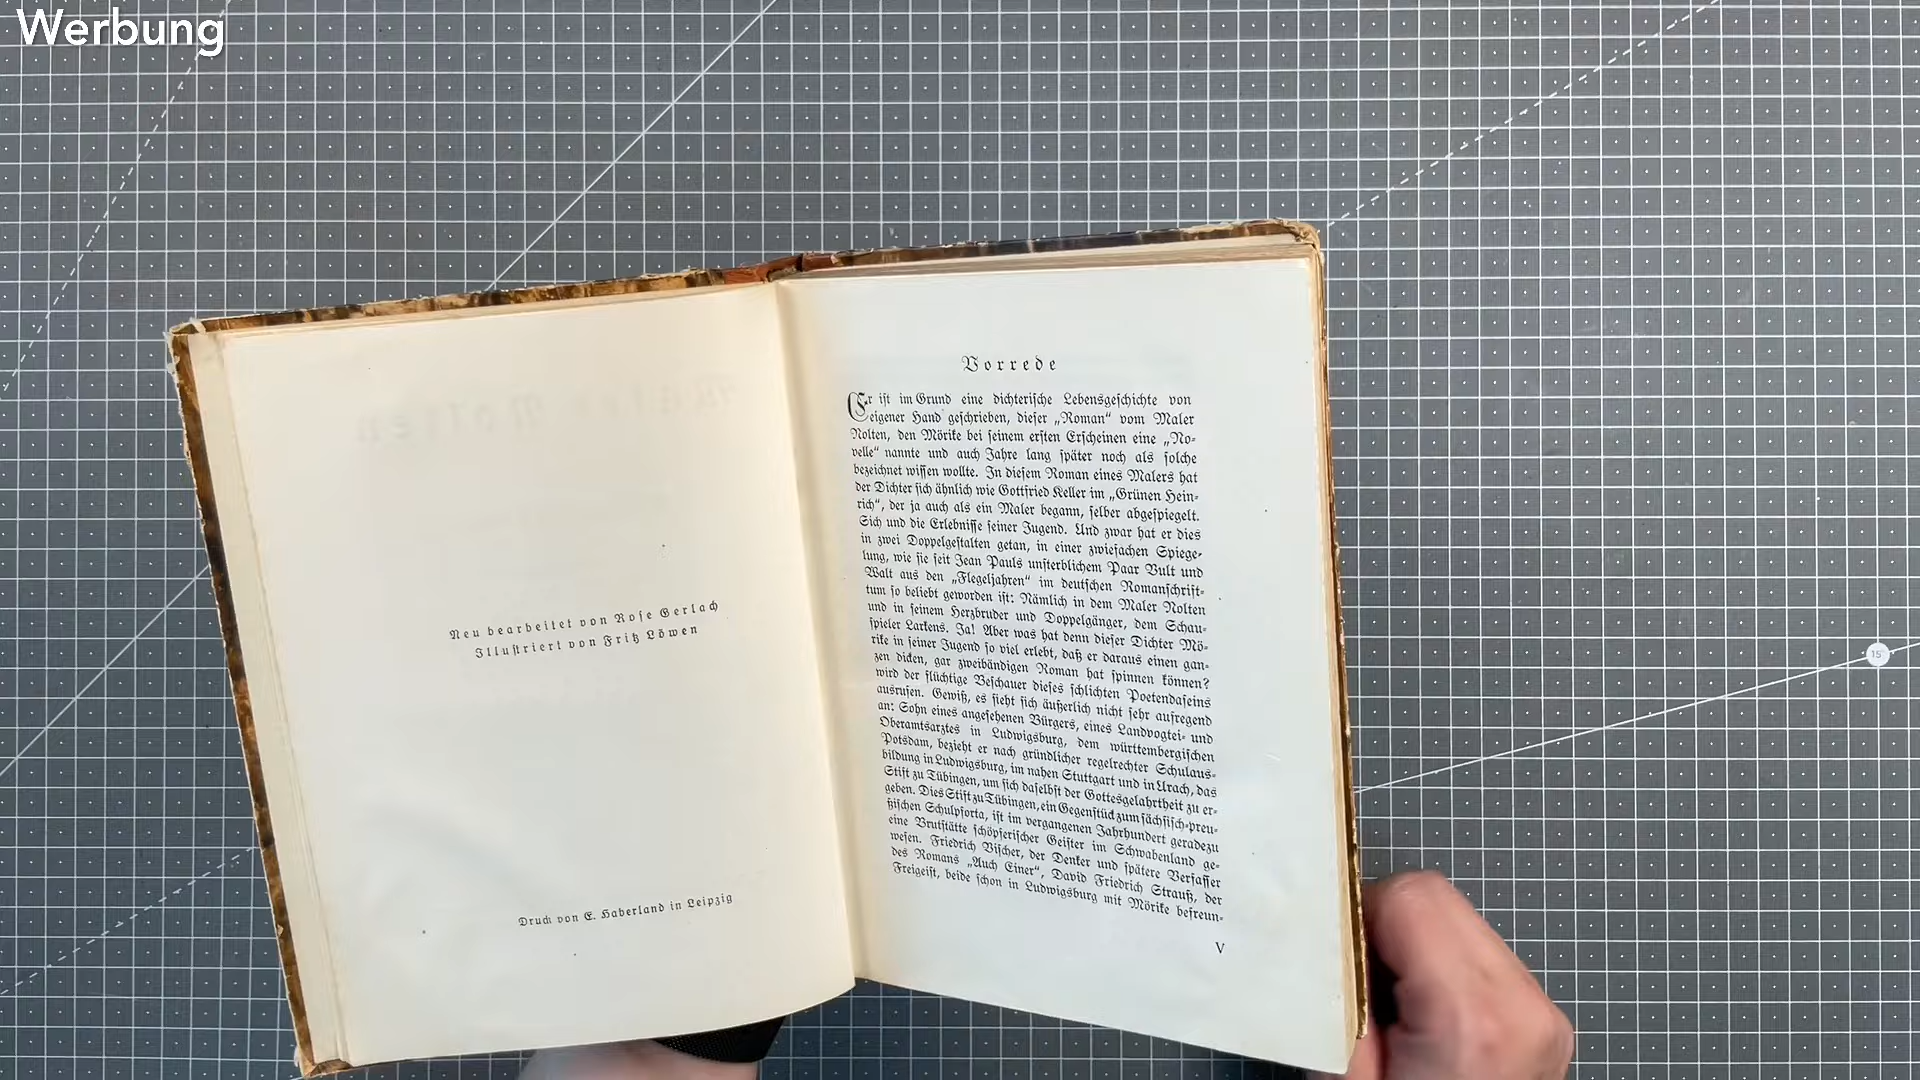 Werbung
Neu bearbeitet von Rose Gerlach
Illustriert von Fritz Löwen
Druck von E. Haberland in Leipzig
Vorrede
Er ist im Grund eine dichterische Lebensgeschichte von
eigener Hand geschrieben, dieser „Roman“ vom Maler
Nolten, den Mörike bei seinem ersten Erscheinen eine „No-
velle“ nannte und auch Jahre lang später noch als solche
bezeichnet wissen wollte. In diesem Roman eines Malers hat
der Dichter sich ähnlich wie Gottfried Keller im „Grünen Hein-
rich“, der ja auch als ein Maler begann, selber abgespiegelt.
Sich und die Erlebnisse seiner Jugend. Und zwar hat er dies
in zwei Doppelgestalten getan, in einer zwiefachen Spiege-
lung, wie sie seit Jean Pauls unsterblichem Paar Vult und
Walt aus den „Flegeljahren“ im deutschen Romanschrift-
tum so beliebt geworden ist: Nämlich in dem Maler Nolten
und in seinem Herzbruder und Doppelgänger, dem Schau-
spieler Larkens. Ja! Aber was hat denn dieser Dichter Mö-
rike in seiner Jugend so viel erlebt, daß er daraus einen gan-
zen dicken, gar zweibändigen Roman hat spinnen können?
wird der flüchtige Beschauer dieses schlichten Poetendaseins
ausrufen. Gewiß, es sieht sich äußerlich nicht sehr aufregend
an: Sohn eines angesehenen Bürgers, eines Landvogtei- und
Oberamtsarztes in Ludwigsburg, dem württembergischen
Potsdam, bezieht er nach gründlicher regelrechter Schulaus-
bildung in Ludwigsburg, im nahen Stuttgart und in Urach, das
Stift zu Tübingen, um sich daselbst der Gottesgelahrtheit zu er-
geben. Dies Stift zu Tübingen, ein Gegenstück zum sächsisch-preu-
ßischen Schulpforta, ist im vergangenen Jahrhundert geradezu
eine Brutstätte schöpferischer Geister im Schwabenland ge-
wesen. Friedrich Vischer, der Denker und spätere Verfasser
des Romans „Auch Einer“, David Friedrich Strauß, der
Freigeist, beide schon in Ludwigsburg mit Mörike befreun-
V
15°